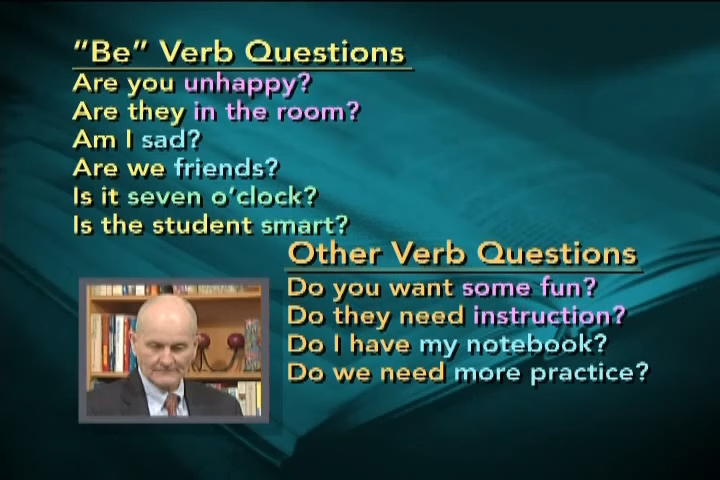 “Be” Verb Questions
Are you unhappy?
Are they in the room?
Am I sad?
Are we friends?
Is it seven o’clock?
Is the student smart?
Other Verb Questions
Do you want some fun?
Do they need instruction?
Do I have my notebook?
Do we need more practice?